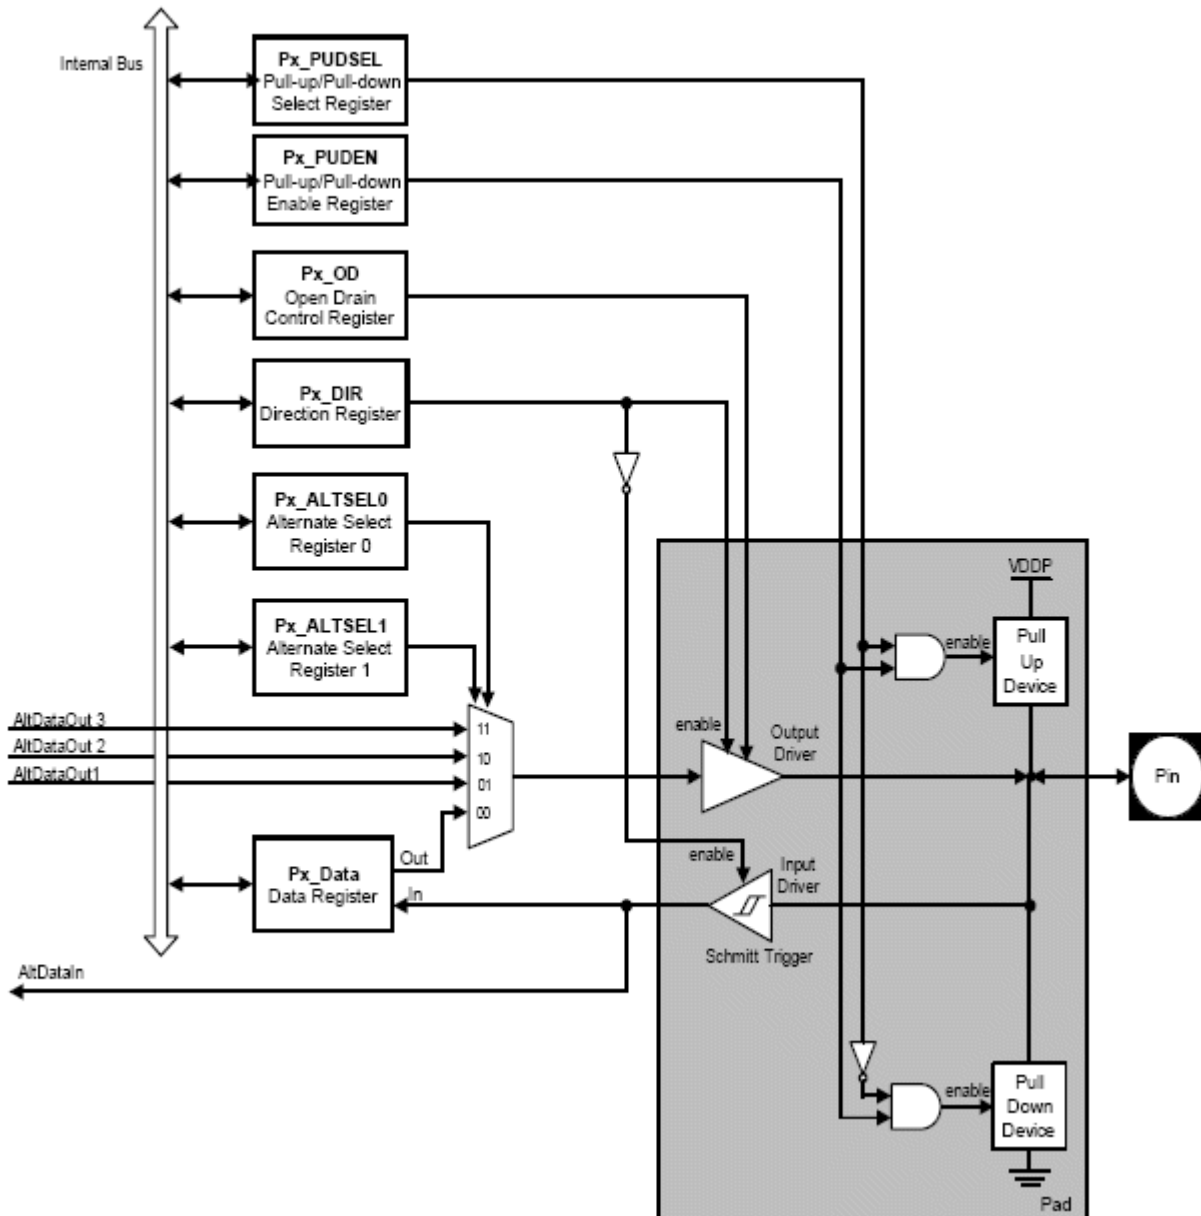 Internal Bus
Px_PUDSEL
Pull-up/Pull-down
Select Register
Px_PUDEN
Pull-up/Pull-down
Enable Register
Px_OD
Open Drain
Control Register
Px_DIR
Direction Register
Px_ALTSEL0
Alternate Select
Register 0
Px_ALTSEL1
Alternate Select
Register 1
AltDataOut 3
AltDataOut 2
AltDataOut1
11
10
01
00
Px_Data
Data Register
Out
In
AltDataIn
enable
Output
Driver
enable
Input
Driver
Schmitt Trigger
VDDP
enable
Pull
Up
Device
Pin
enable
Pull
Down
Device
Pad